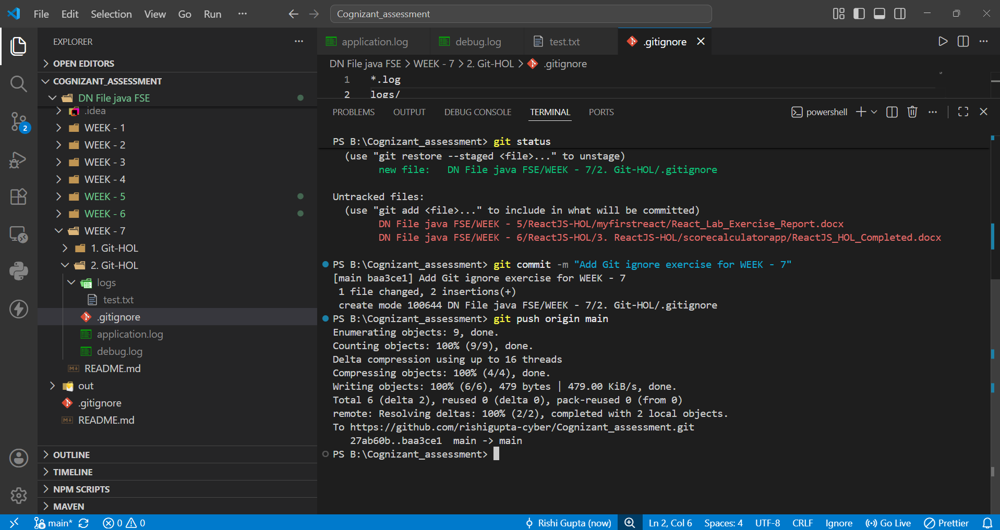 File Edit Selection View Go Run ··· Cognizant_assessment
EXPLORER
OPEN EDITORS
COGNIZANT_ASSESSMENT
DN File java FSE
.idea
WEEK - 1
WEEK - 2
WEEK - 3
WEEK - 4
WEEK - 5
WEEK - 6
WEEK - 7
1. Git-HOL
2. Git-HOL
logs
test.txt
.gitignore
application.log
debug.log
README.md
out
.gitignore
README.md
OUTLINE
TIMELINE
NPM SCRIPTS
MAVEN
2
application.log debug.log test.txt .gitignore
DN File java FSE > WEEK - 7 > 2. Git-HOL > .gitignore
1 *.log
2 logs/
PROBLEMS OUTPUT DEBUG CONSOLE TERMINAL PORTS powershell
PS B:\Cognizant_assessment> git status
(use "git restore --staged <file>..." to unstage)
new file:   DN File java FSE/WEEK - 7/2. Git-HOL/.gitignore
Untracked files:
(use "git add <file>..." to include in what will be committed)
DN File java FSE/WEEK - 5/ReactJS-HOL/myfirstreact/React_Lab_Exercise_Report.docx
DN File java FSE/WEEK - 6/ReactJS-HOL/3. ReactJS-HOL/scorecalculatorapp/ReactJS_HOL_Completed.docx
PS B:\Cognizant_assessment> git commit -m "Add Git ignore exercise for WEEK - 7"
[main baa3ce1] Add Git ignore exercise for WEEK - 7
1 file changed, 2 insertions(+)
create mode 100644 DN File java FSE/WEEK - 7/2. Git-HOL/.gitignore
PS B:\Cognizant_assessment> git push origin main
Enumerating objects: 9, done.
Counting objects: 100% (9/9), done.
Delta compression using up to 16 threads
Compressing objects: 100% (4/4), done.
Writing objects: 100% (6/6), 479 bytes | 479.00 KiB/s, done.
Total 6 (delta 2), reused 0 (delta 0), pack-reused 0 (from 0)
remote: Resolving deltas: 100% (2/2), completed with 2 local objects.
To https://github.com/rishigupta-cyber/Cognizant_assessment.git
27ab60b..baa3ce1  main -> main
PS B:\Cognizant_assessment>
main* 0 0 Rishi Gupta (now) Ln 2, Col 6 Spaces: 4 UTF-8 CRLF Ignore Go Live Prettier